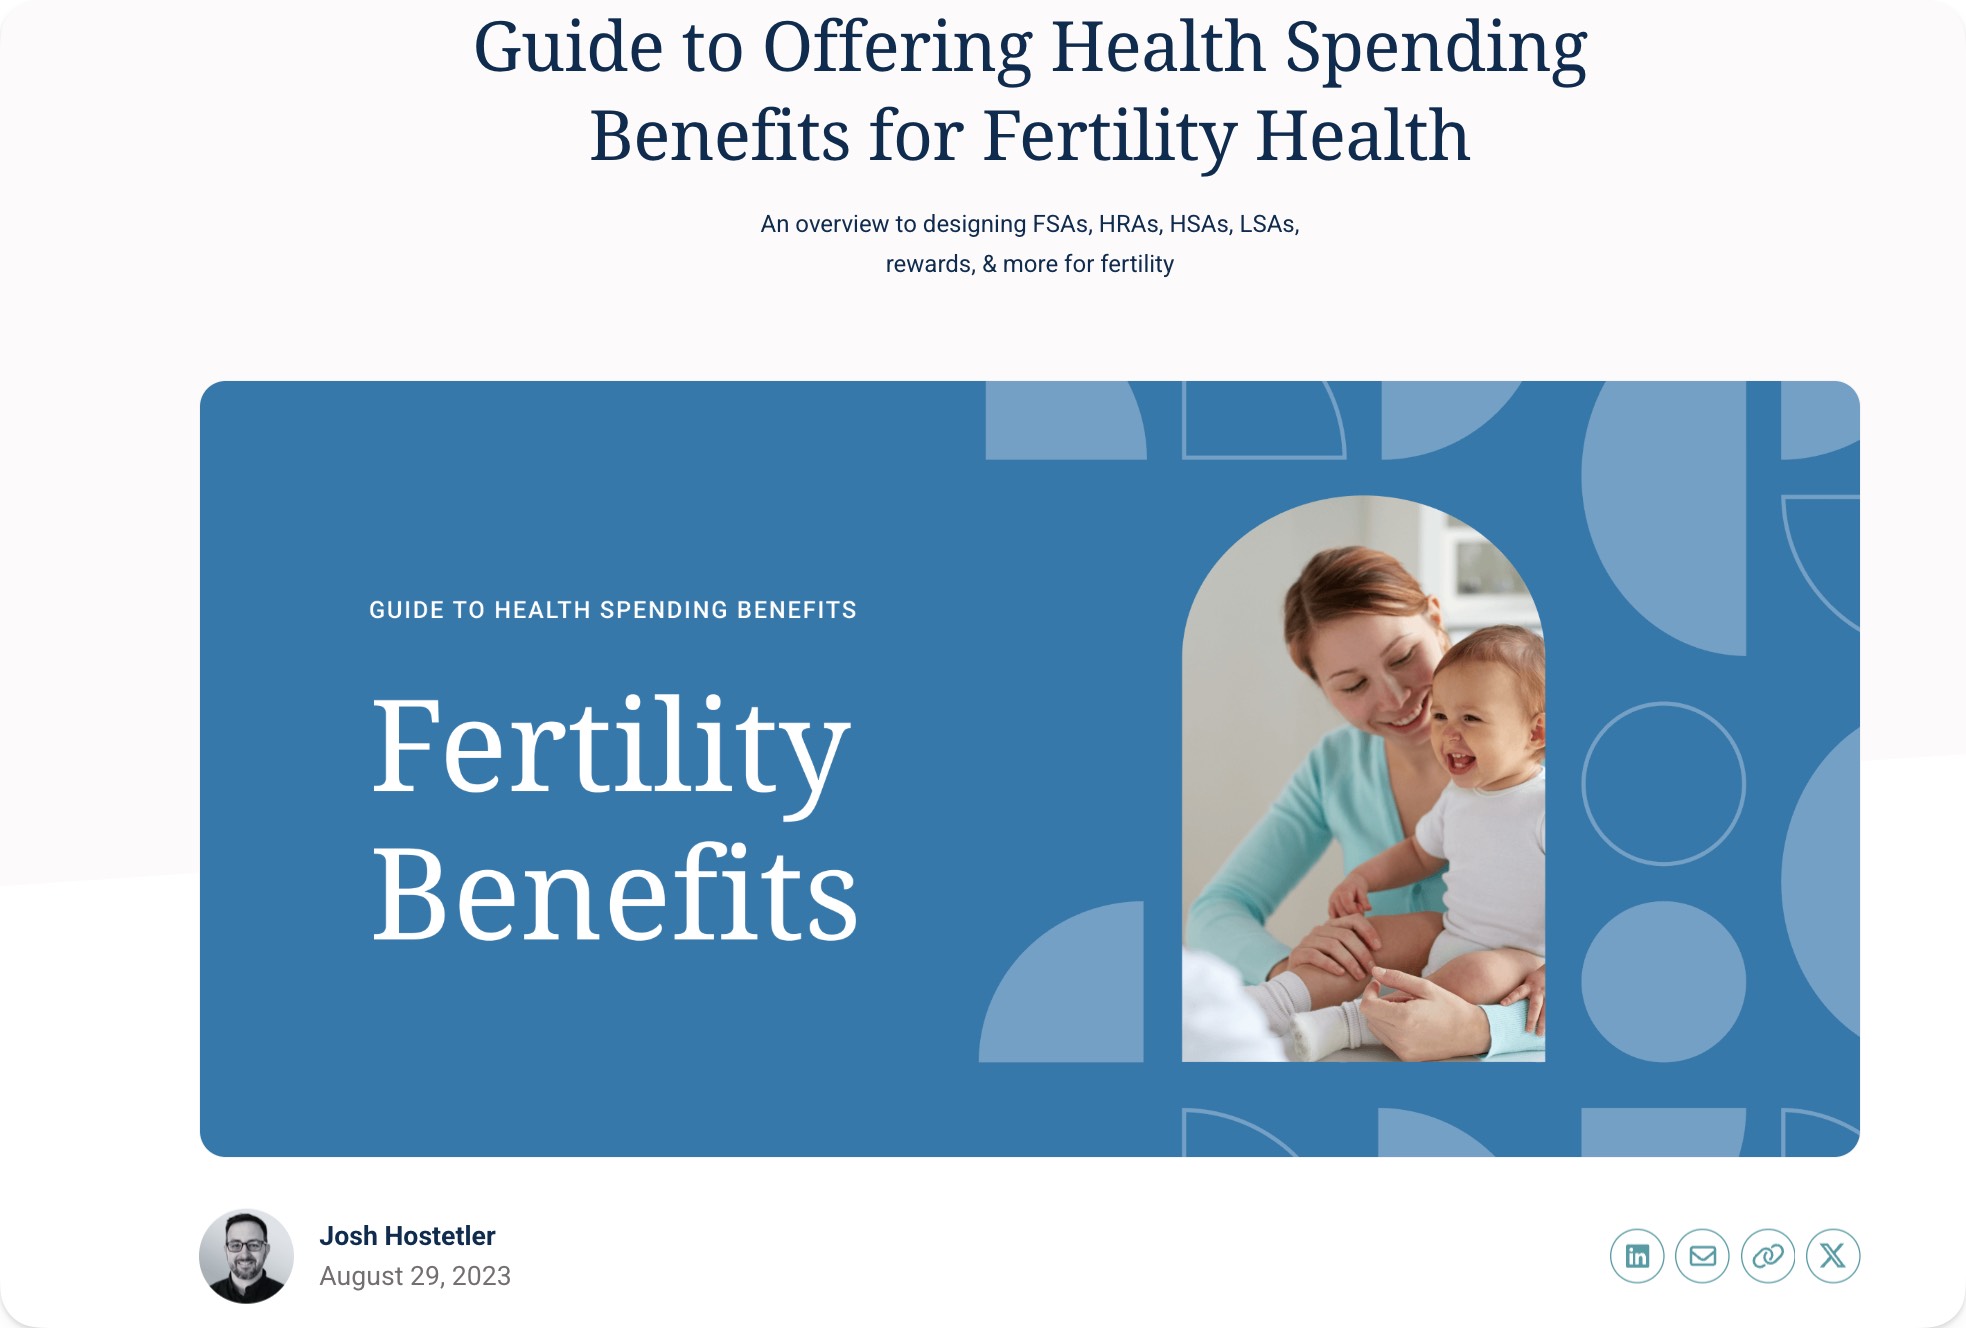 Guide to Offering Health Spending
Benefits for Fertility Health
An overview to designing FSAs, HRAs, HSAs, LSAs,
rewards, & more for fertility
GUIDE TO HEALTH SPENDING BENEFITS
Fertility
Benefits
Josh Hostetler
August 29, 2023